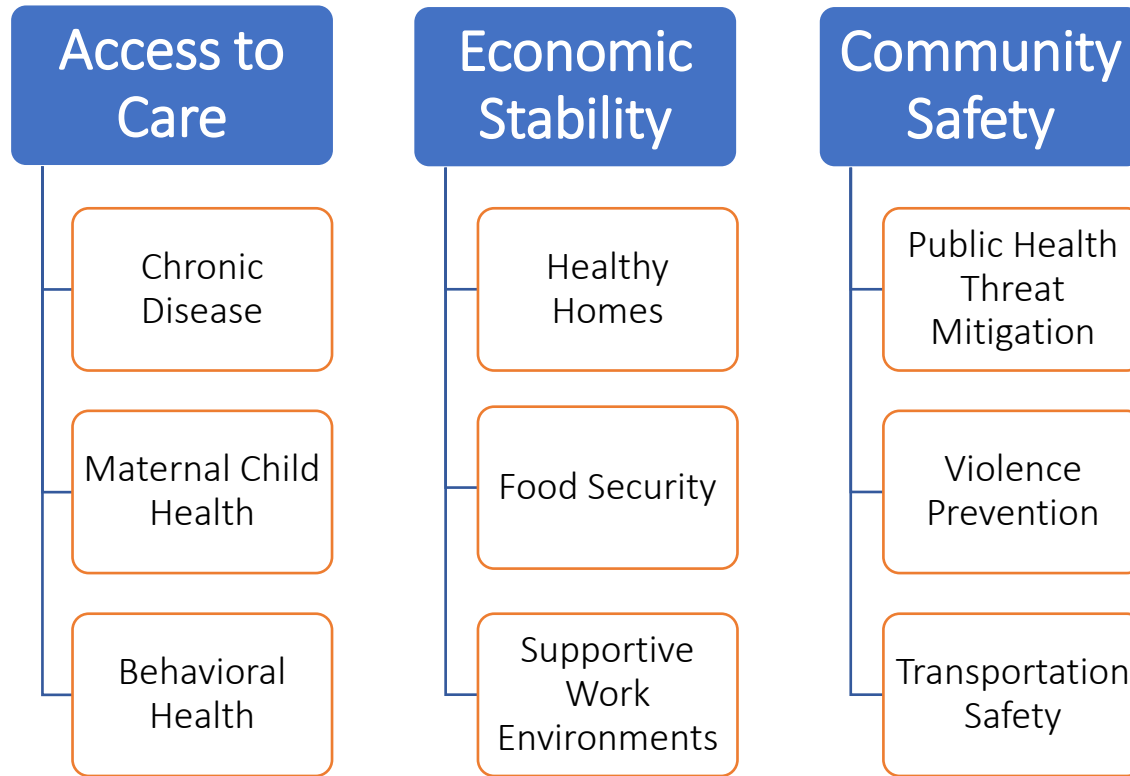 Access to
Care
Chronic
Disease
Maternal Child
Health
Behavioral
Health
Economic
Stability
Healthy
Homes
Food Security
Supportive
Work
Environments
Community
Safety
Public Health
Threat
Mitigation
Violence
Prevention
Transportation
Safety